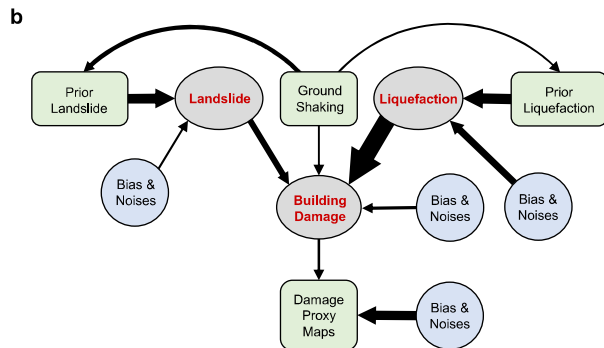 b
Prior
Landslide
Landslide
Ground
Shaking
Liquefaction
Prior
Liquefaction
Bias &
Noises
Building
Damage
Bias &
Noises
Bias &
Noises
Damage
Proxy
Maps
Bias &
Noises